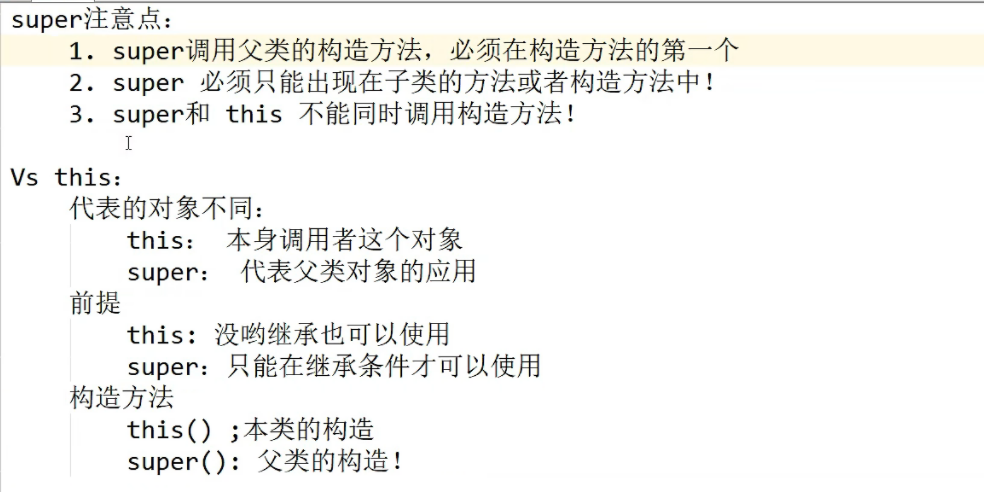 super注意点：
1. super调用父类的构造方法，必须在构造方法的第一个
2. super 必须只能出现在子类的方法或者构造方法中！
3. super和 this 不能同时调用构造方法！
Vs this：
代表的对象不同：
this： 本身调用者这个对象
super： 代表父类对象的应用
前提
this: 没哟继承也可以使用
super：只能在继承条件才可以使用
构造方法
this() ;本类的构造
super(): 父类的构造！